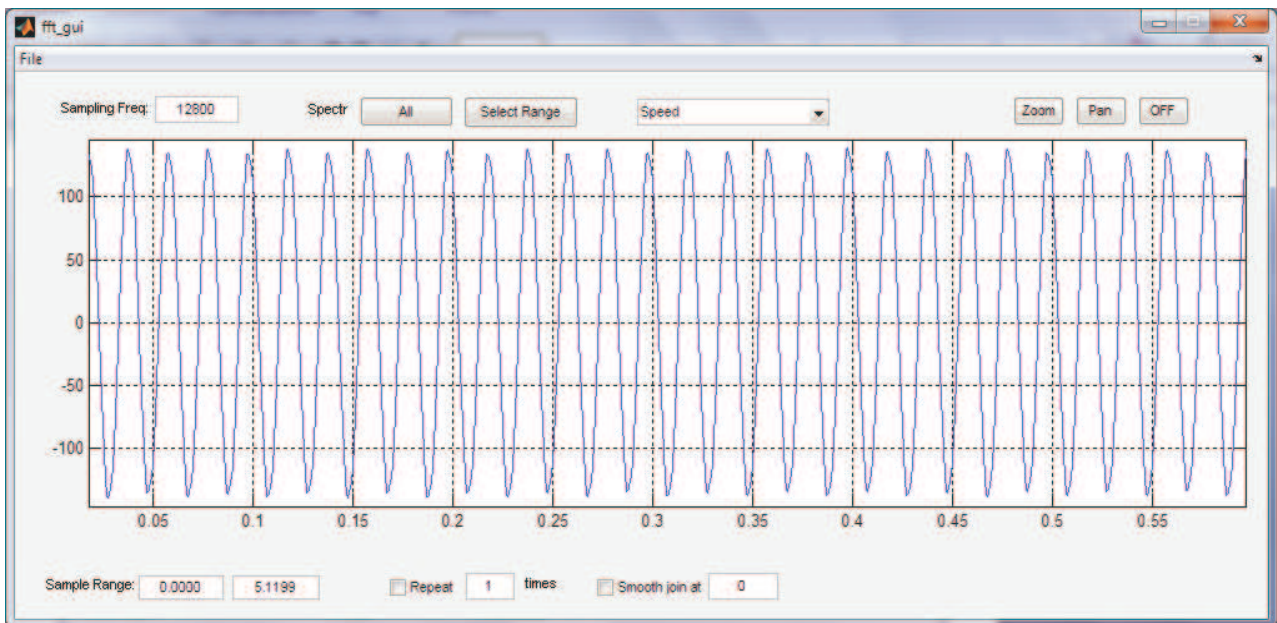 fft_gui
File
Sampling Freq: 12800 Spectr All Select Range Speed Zoom Pan OFF
100
50
0
-50
-100
0.05 0.1 0.15 0.2 0.25 0.3 0.35 0.4 0.45 0.5 0.55
Sample Range: 0.0000 5.1199 Repeat 1 times Smooth join at 0